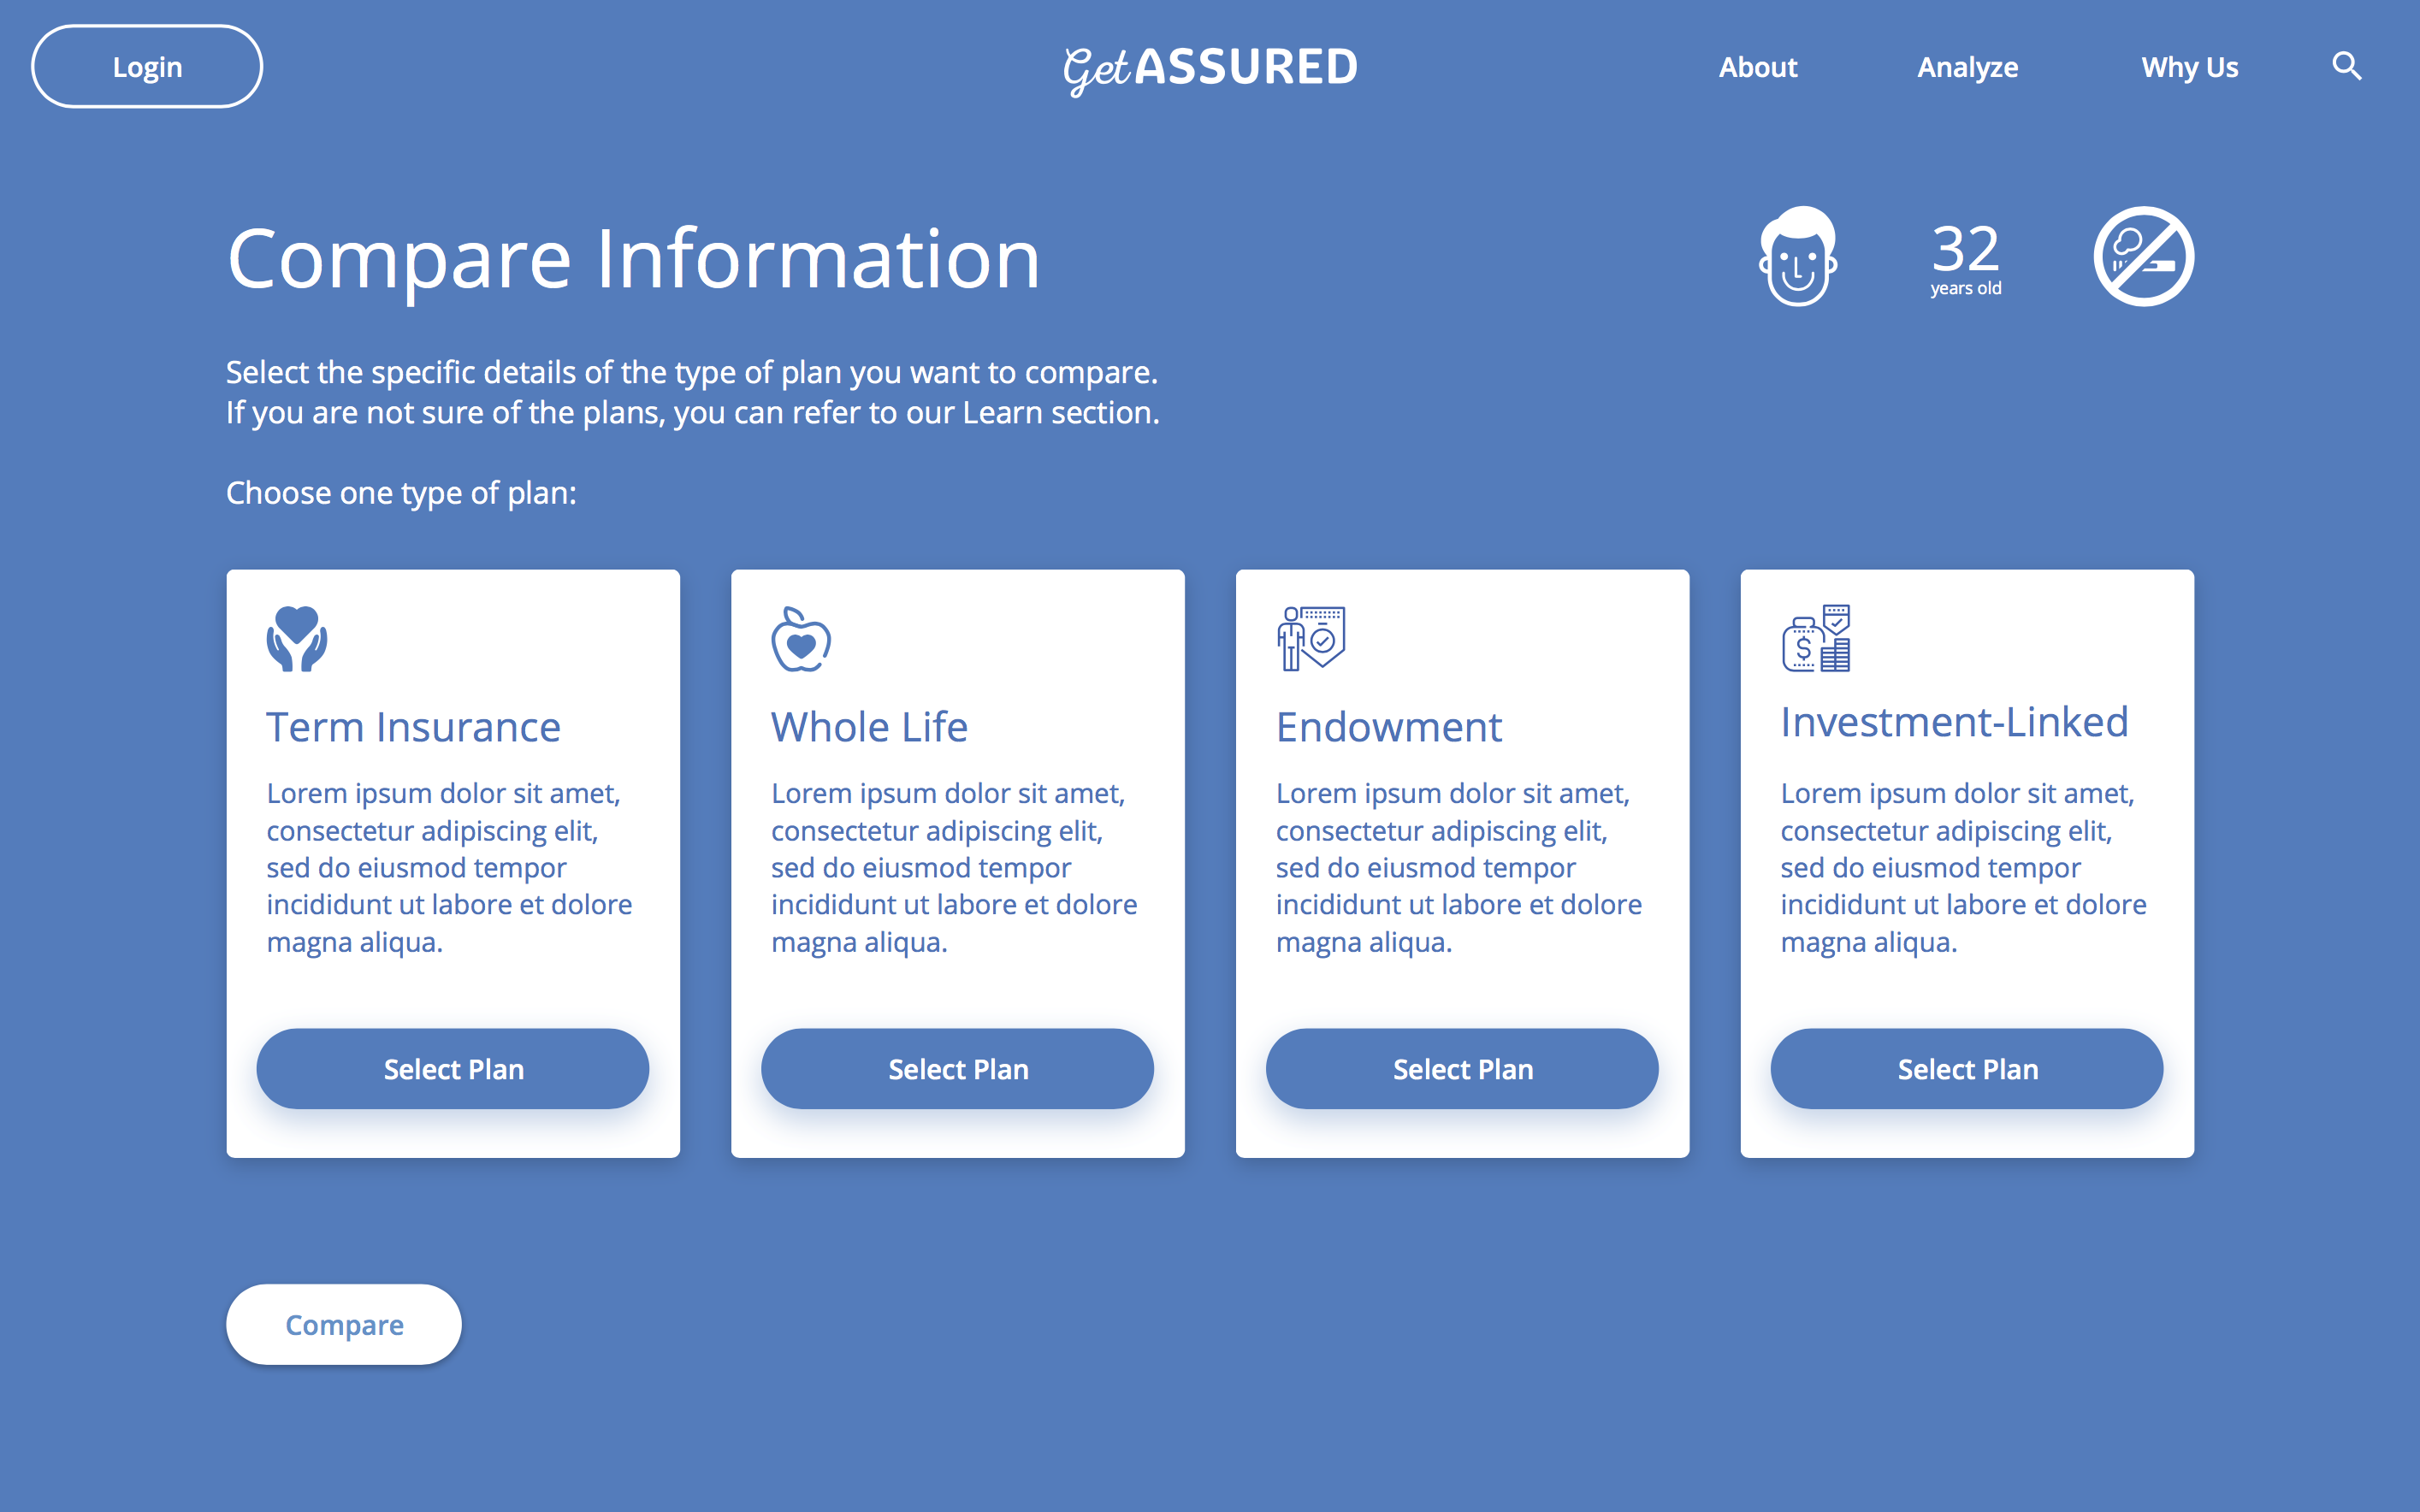 Login
Get ASSURED
About
Analyze
Why Us
Compare Information
32
years old
Select the specific details of the type of plan you want to compare.
If you are not sure of the plans, you can refer to our Learn section.
Choose one type of plan:
Term Insurance
Lorem ipsum dolor sit amet,
consectetur adipiscing elit,
sed do eiusmod tempor
incididunt ut labore et dolore
magna aliqua.
Select Plan
Whole Life
Lorem ipsum dolor sit amet,
consectetur adipiscing elit,
sed do eiusmod tempor
incididunt ut labore et dolore
magna aliqua.
Select Plan
Endowment
Lorem ipsum dolor sit amet,
consectetur adipiscing elit,
sed do eiusmod tempor
incididunt ut labore et dolore
magna aliqua.
Select Plan
$
Investment-Linked
Lorem ipsum dolor sit amet,
consectetur adipiscing elit,
sed do eiusmod tempor
incididunt ut labore et dolore
magna aliqua.
Select Plan
Compare